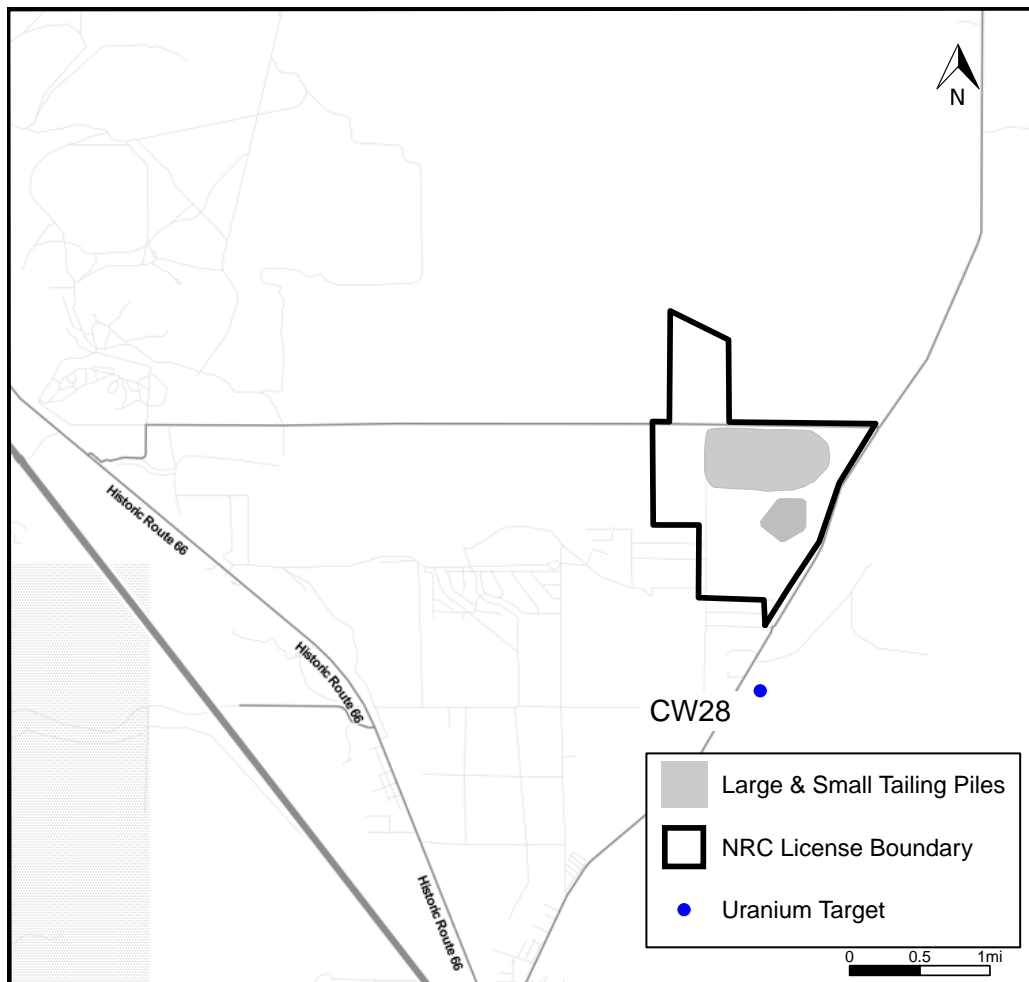 N
Historic Route 66
Historic Route 66
CW28
Large & Small Tailing Piles
NRC License Boundary
Uranium Target
Historic Route 66
0 0.5 1mi